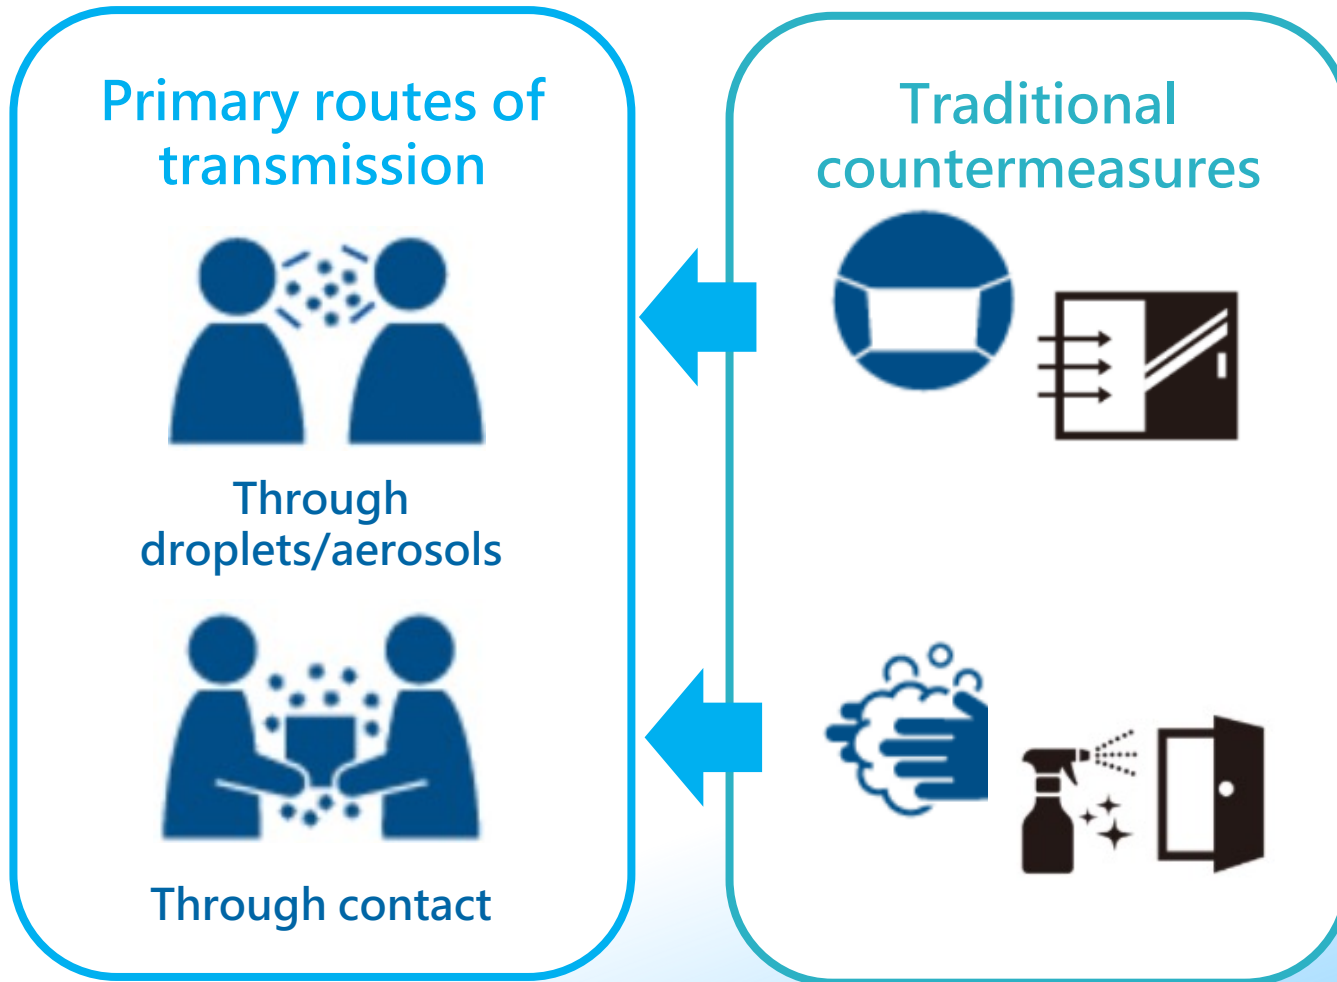 Primary routes of
transmission
Through
droplets/aerosols
Through contact
Traditional
countermeasures